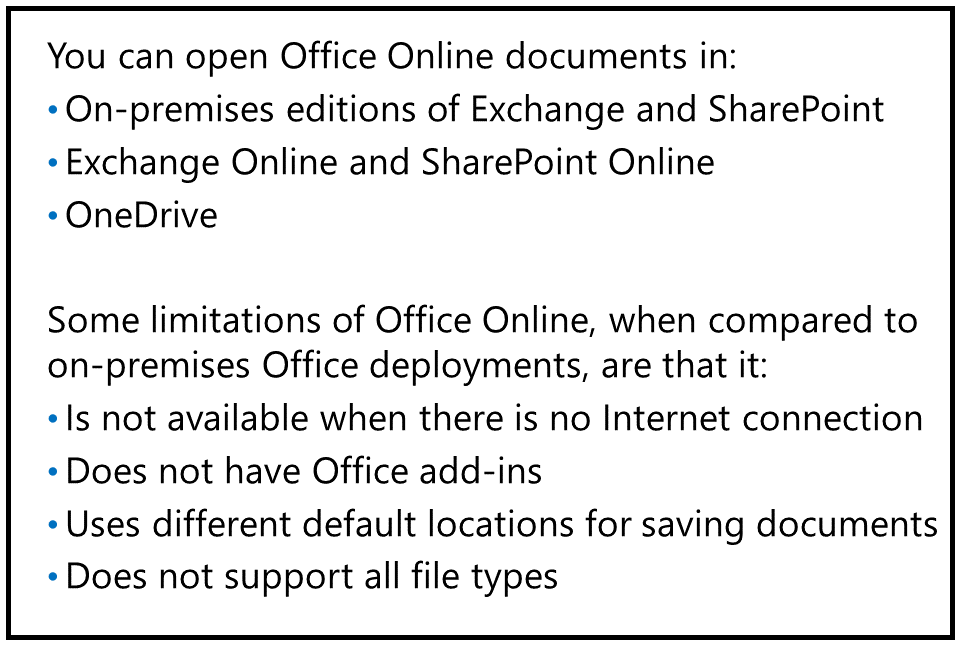 You can open Office Online documents in:
• On-premises editions of Exchange and SharePoint
• Exchange Online and SharePoint Online
• OneDrive
Some limitations of Office Online, when compared to
on-premises Office deployments, are that it:
• Is not available when there is no Internet connection
• Does not have Office add-ins
• Uses different default locations for saving documents
• Does not support all file types